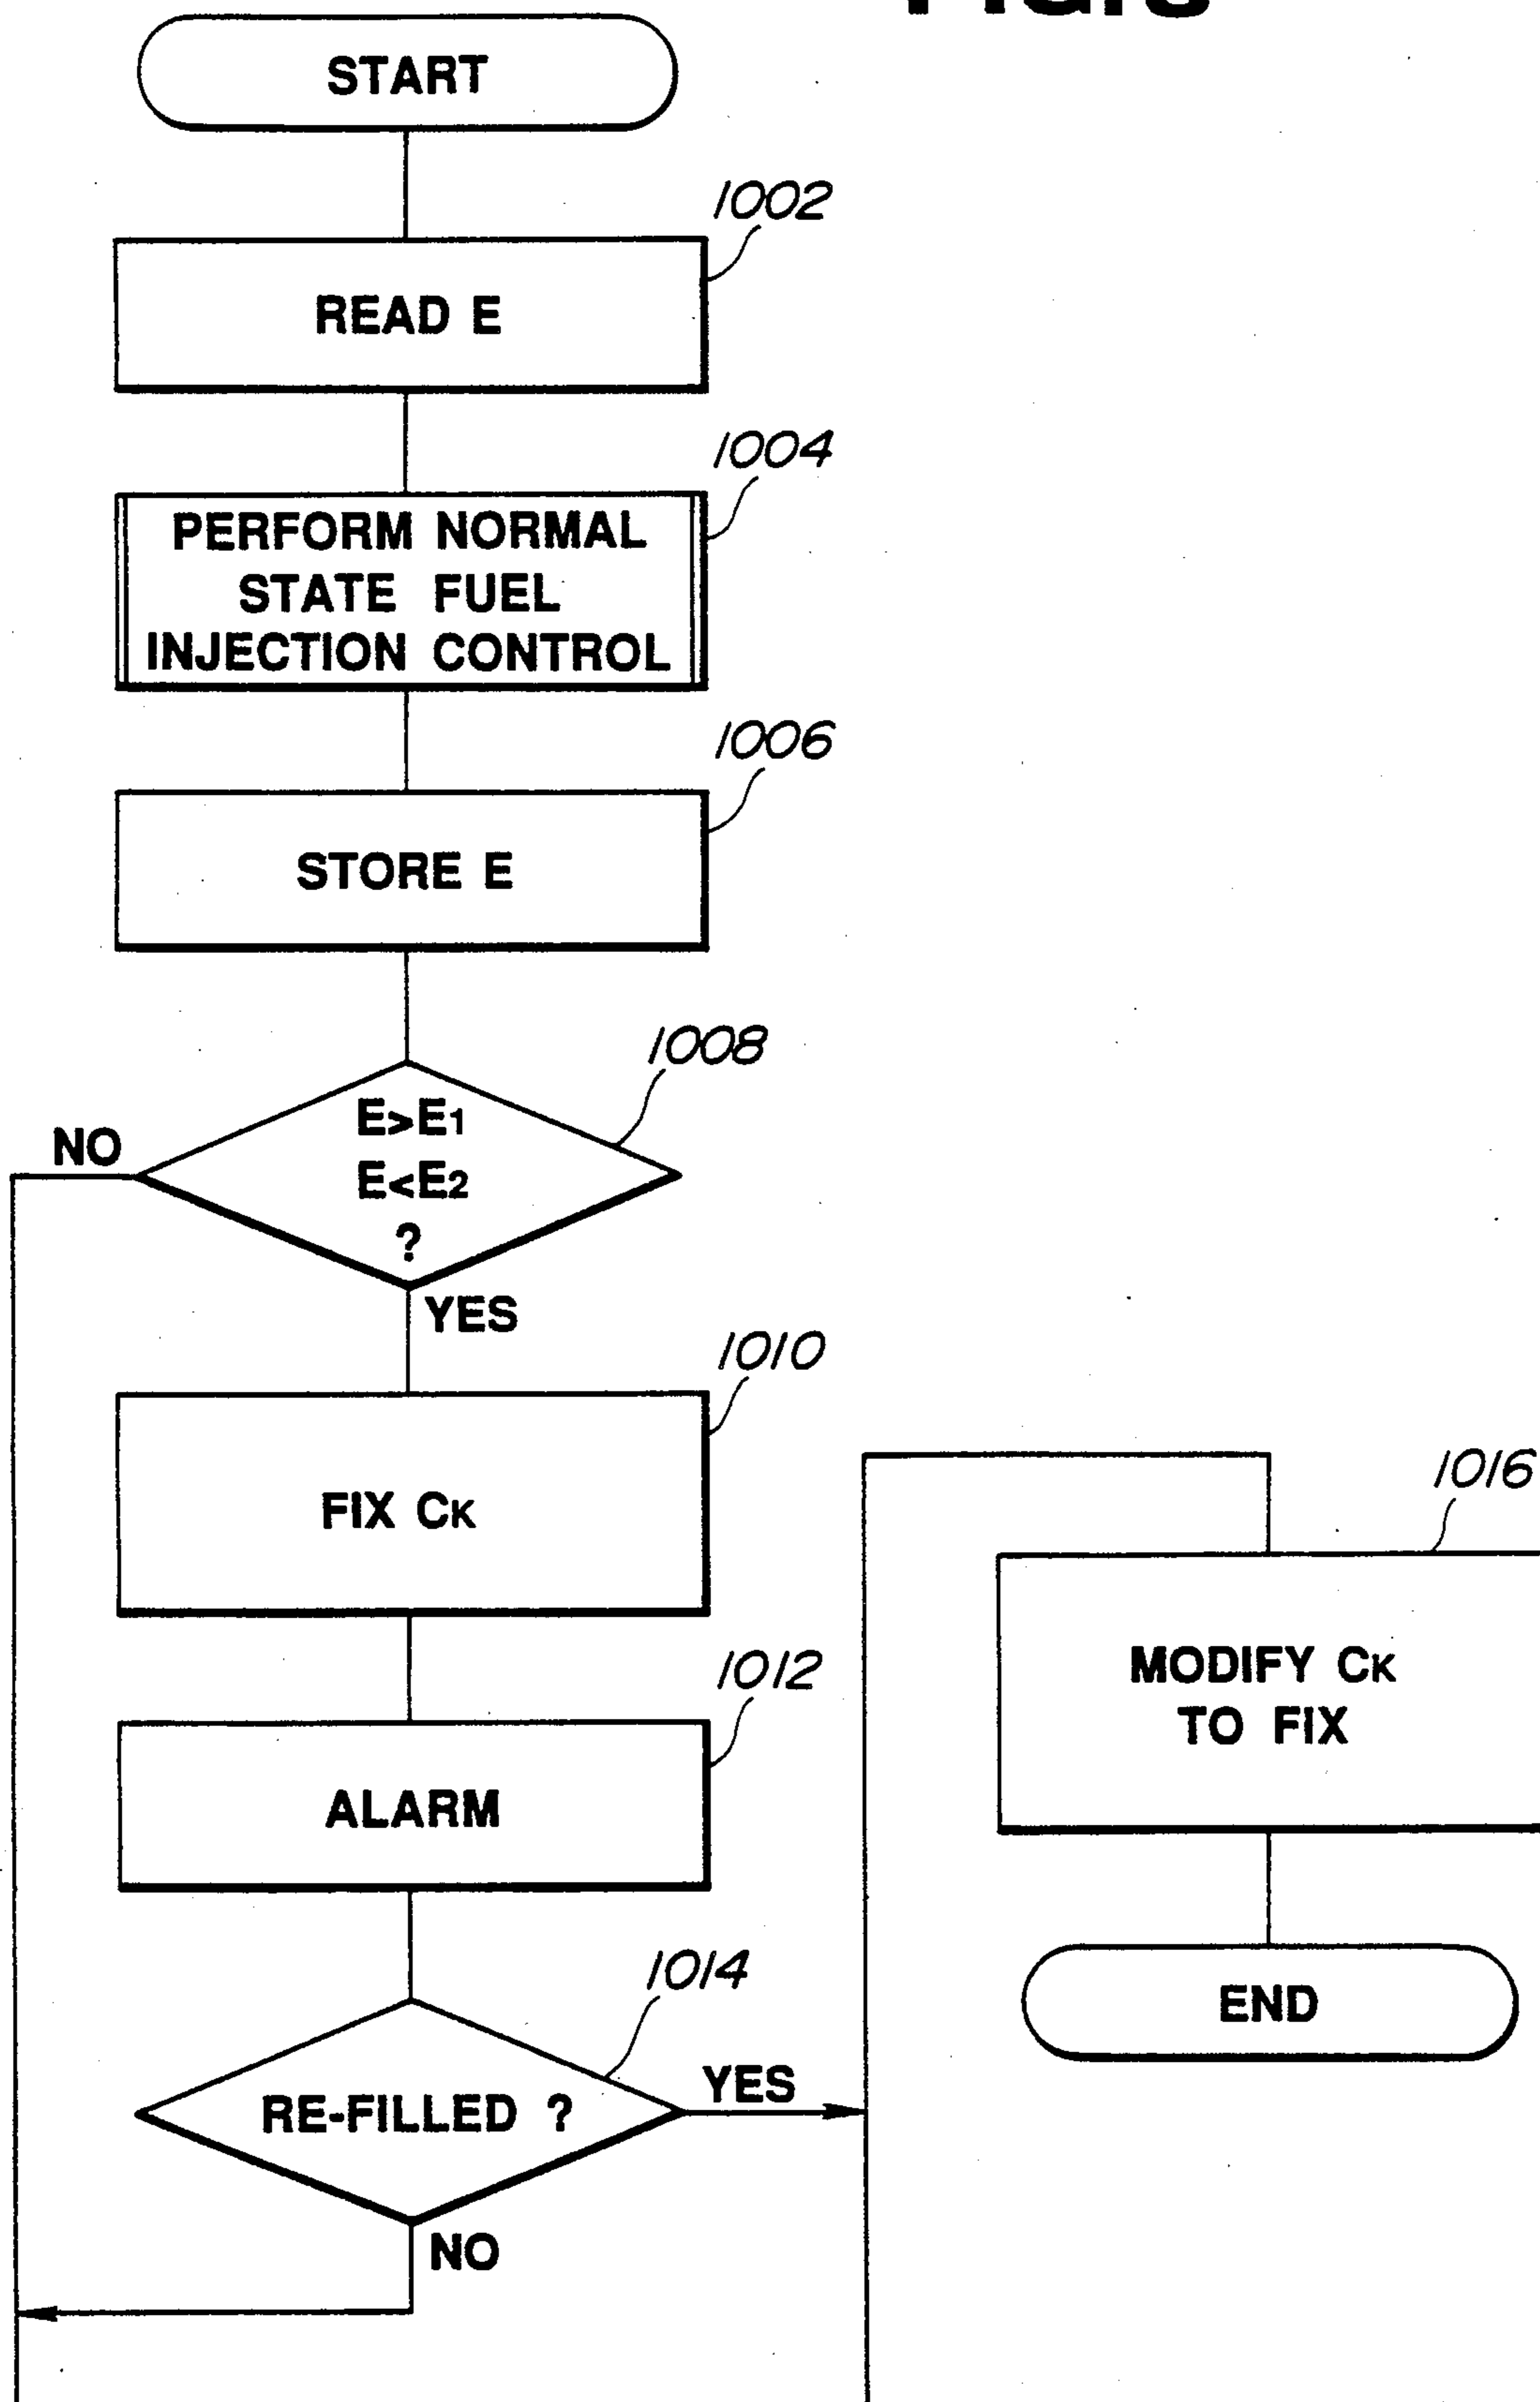 START
1002
READ E
1004
PERFORM NORMAL
STATE FUEL
INJECTION CONTROL
1006
STORE E
1008
E>E1
E<E2
?
NO
YES
1010
FIX CK
1012
ALARM
1014
RE-FILLED ?
YES
NO
1016
MODIFY CK
TO FIX
END